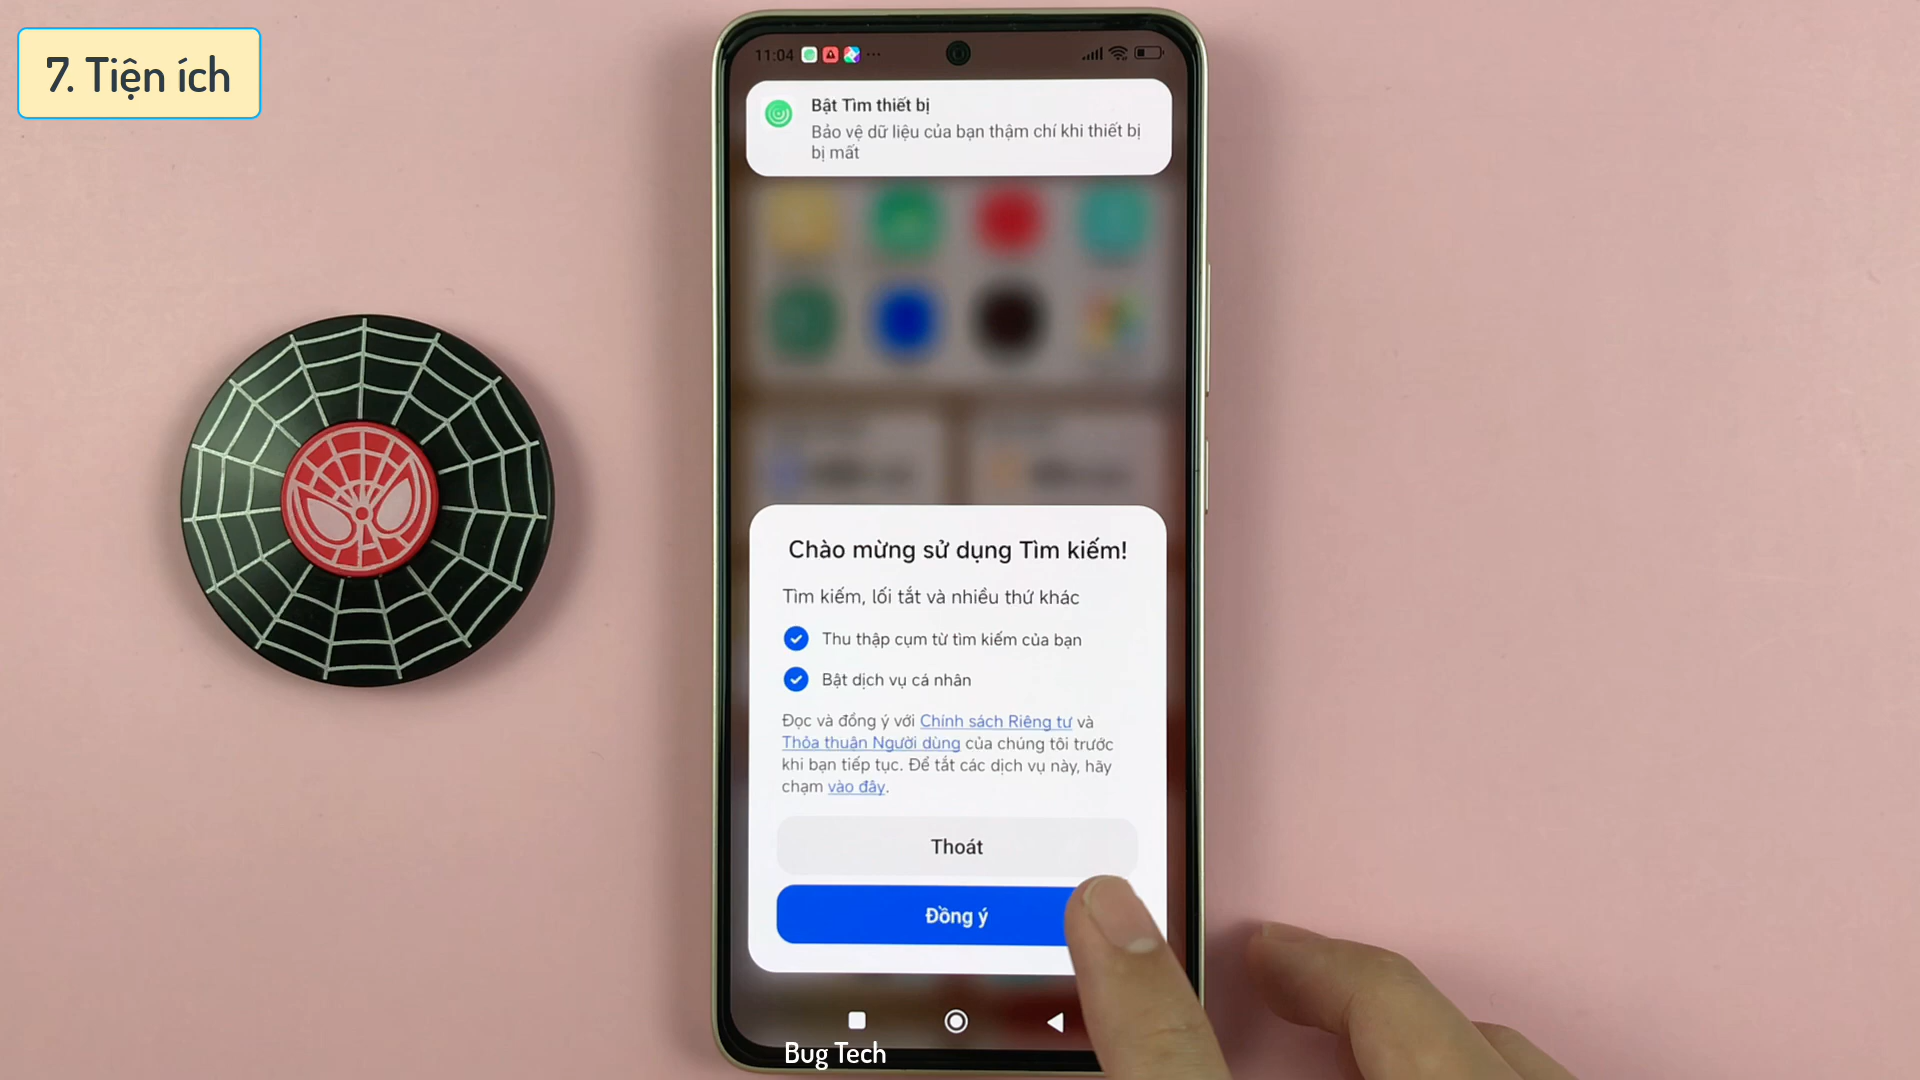 7. Tiện ích
11:04
Bật Tìm thiết bị
Bảo vệ dữ liệu của bạn thậm chí khi thiết bị
bị mất
Chào mừng sử dụng Tìm kiếm!
Tìm kiếm, lối tắt và nhiều thứ khác
Thu thập cụm từ tìm kiếm của bạn
Bật dịch vụ cá nhân
Đọc và đồng ý với Chính sách Riêng tư và
Thỏa thuận Người dùng của chúng tôi trước
khi bạn tiếp tục. Để tắt các dịch vụ này, hãy
chạm vào đây.
Thoát
Đồng ý
Bug Tech